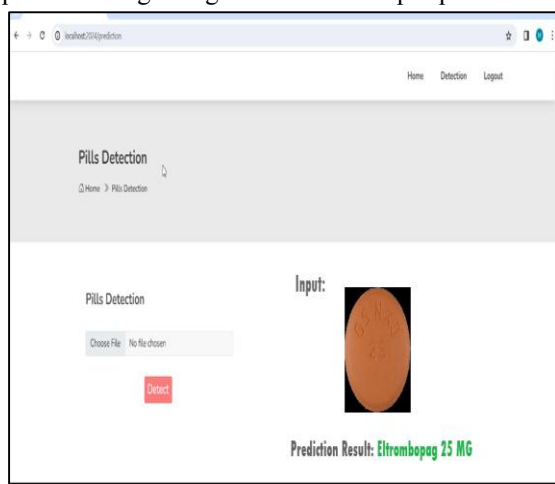 localhost:2024/prediction
Home Detection Logout
Pills Detection
Home > Pills Detection
Pills Detection
Input:
Choose File No file chosen
Detect
Prediction Result: Eltrombopag 25 MG